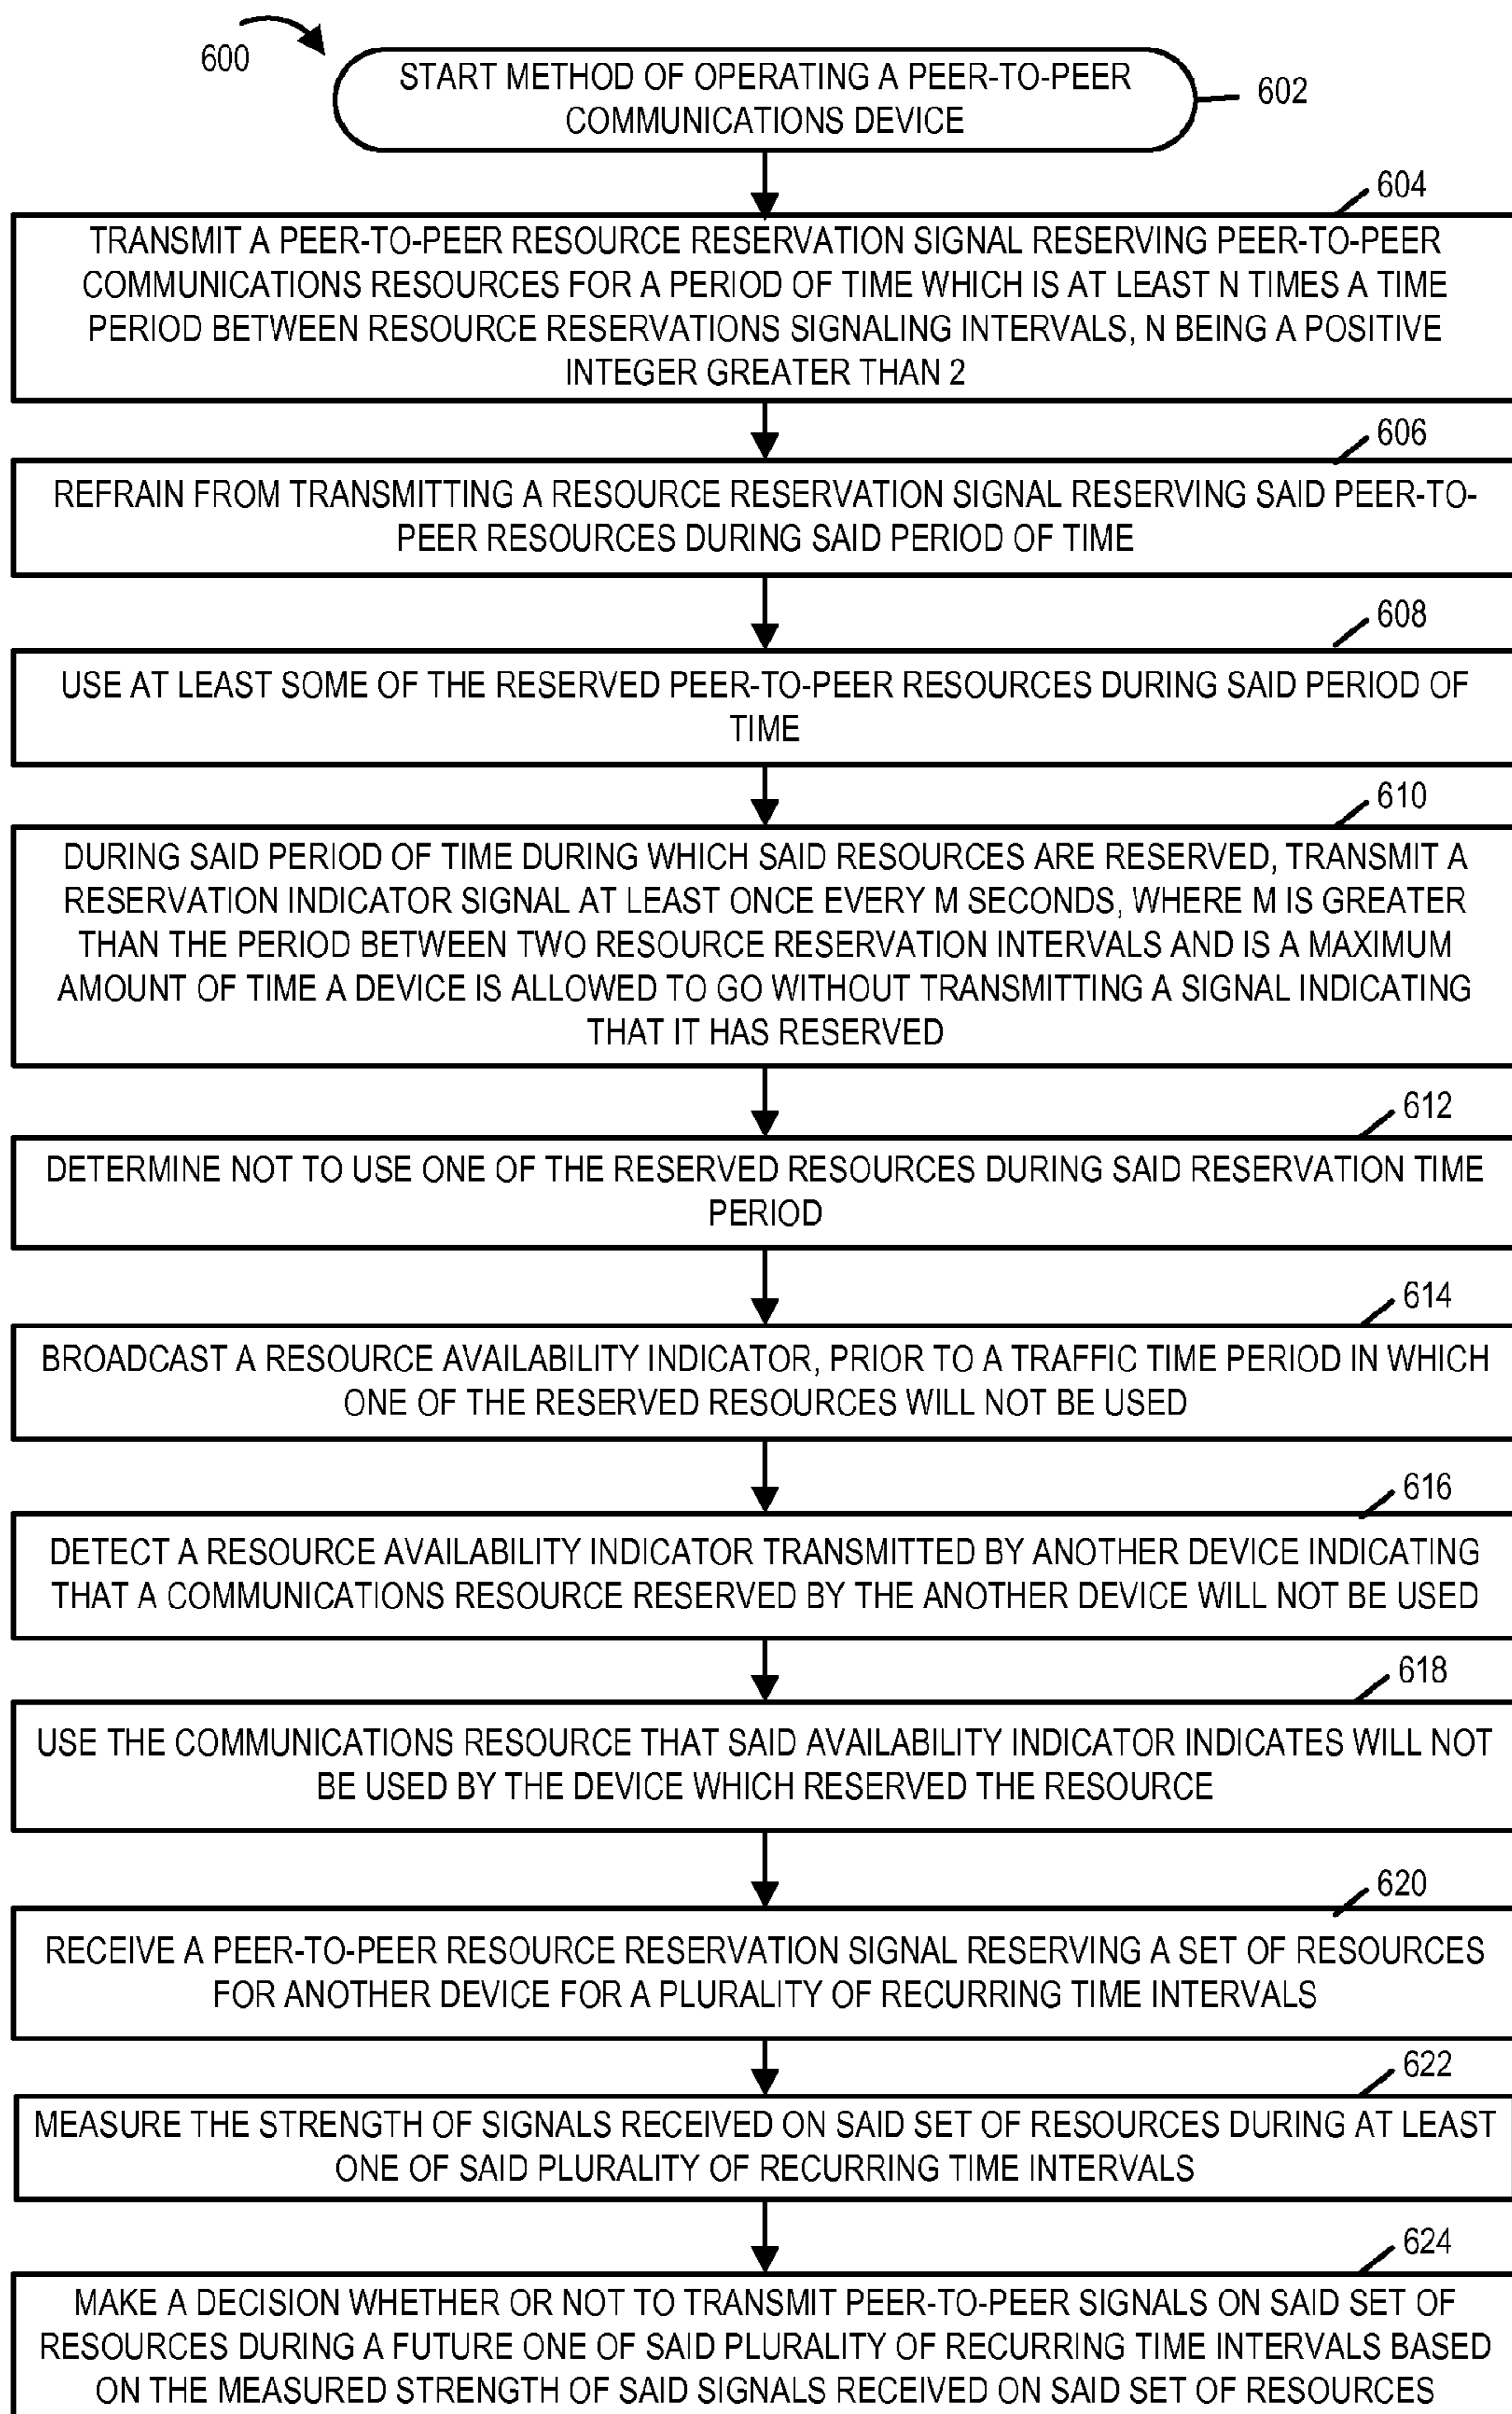 600
START METHOD OF OPERATING A PEER-TO-PEER
COMMUNICATIONS DEVICE
602
604
TRANSMIT A PEER-TO-PEER RESOURCE RESERVATION SIGNAL RESERVING PEER-TO-PEER
COMMUNICATIONS RESOURCES FOR A PERIOD OF TIME WHICH IS AT LEAST N TIMES A TIME
PERIOD BETWEEN RESOURCE RESERVATIONS SIGNALING INTERVALS, N BEING A POSITIVE
INTEGER GREATER THAN 2
606
REFRAIN FROM TRANSMITTING A RESOURCE RESERVATION SIGNAL RESERVING SAID PEER-TO-
PEER RESOURCES DURING SAID PERIOD OF TIME
608
USE AT LEAST SOME OF THE RESERVED PEER-TO-PEER RESOURCES DURING SAID PERIOD OF
TIME
610
DURING SAID PERIOD OF TIME DURING WHICH SAID RESOURCES ARE RESERVED, TRANSMIT A
RESERVATION INDICATOR SIGNAL AT LEAST ONCE EVERY M SECONDS, WHERE M IS GREATER
THAN THE PERIOD BETWEEN TWO RESOURCE RESERVATION INTERVALS AND IS A MAXIMUM
AMOUNT OF TIME A DEVICE IS ALLOWED TO GO WITHOUT TRANSMITTING A SIGNAL INDICATING
THAT IT HAS RESERVED
612
DETERMINE NOT TO USE ONE OF THE RESERVED RESOURCES DURING SAID RESERVATION TIME
PERIOD
614
BROADCAST A RESOURCE AVAILABILITY INDICATOR, PRIOR TO A TRAFFIC TIME PERIOD IN WHICH
ONE OF THE RESERVED RESOURCES WILL NOT BE USED
616
DETECT A RESOURCE AVAILABILITY INDICATOR TRANSMITTED BY ANOTHER DEVICE INDICATING
THAT A COMMUNICATIONS RESOURCE RESERVED BY THE ANOTHER DEVICE WILL NOT BE USED
618
USE THE COMMUNICATIONS RESOURCE THAT SAID AVAILABILITY INDICATOR INDICATES WILL NOT
BE USED BY THE DEVICE WHICH RESERVED THE RESOURCE
620
RECEIVE A PEER-TO-PEER RESOURCE RESERVATION SIGNAL RESERVING A SET OF RESOURCES
FOR ANOTHER DEVICE FOR A PLURALITY OF RECURRING TIME INTERVALS
622
MEASURE THE STRENGTH OF SIGNALS RECEIVED ON SAID SET OF RESOURCES DURING AT LEAST
ONE OF SAID PLURALITY OF RECURRING TIME INTERVALS
624
MAKE A DECISION WHETHER OR NOT TO TRANSMIT PEER-TO-PEER SIGNALS ON SAID SET OF
RESOURCES DURING A FUTURE ONE OF SAID PLURALITY OF RECURRING TIME INTERVALS BASED
ON THE MEASURED STRENGTH OF SAID SIGNALS RECEIVED ON SAID SET OF RESOURCES